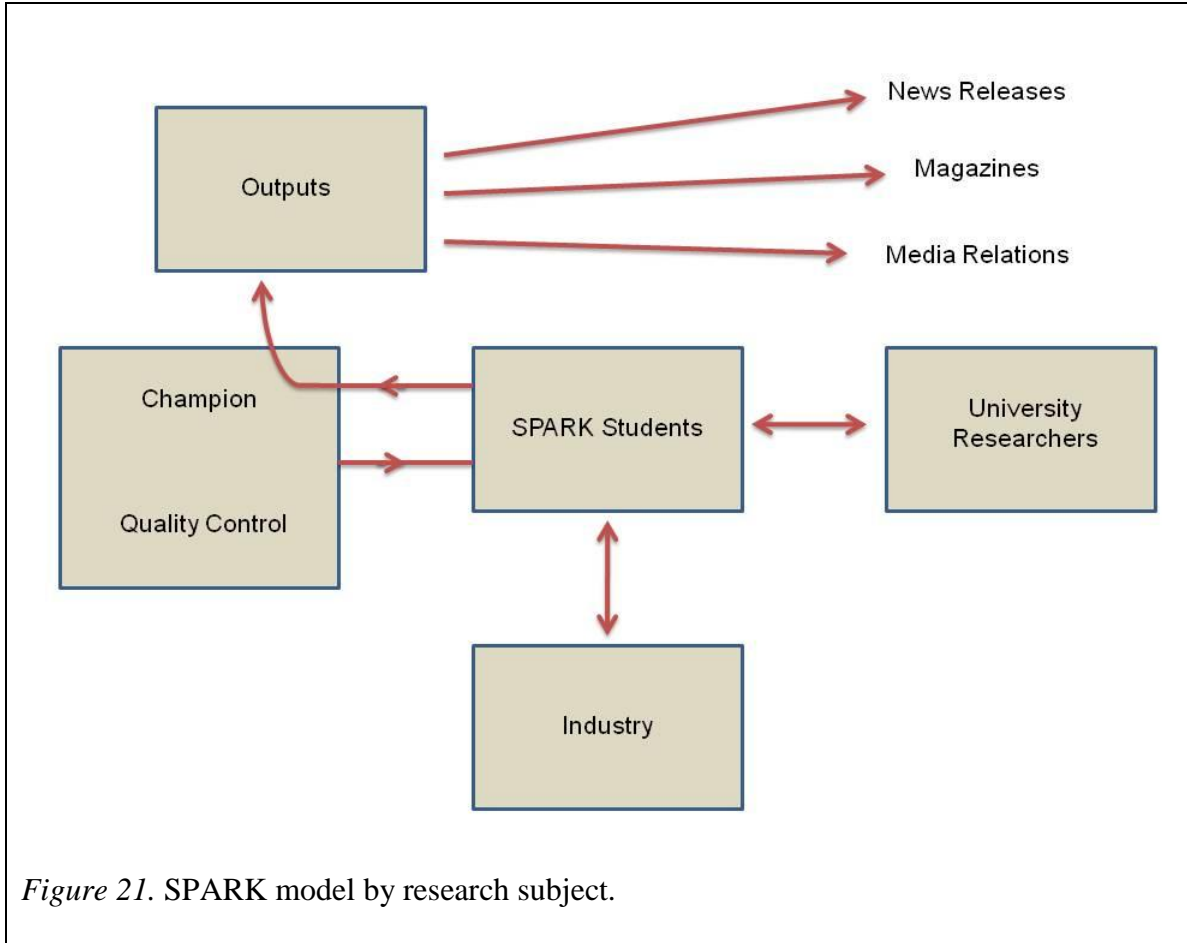 News Releases
Outputs
Magazines
Media Relations
Champion
SPARK Students
University
Researchers
Quality Control
Industry
Figure 21. SPARK model by research subject.